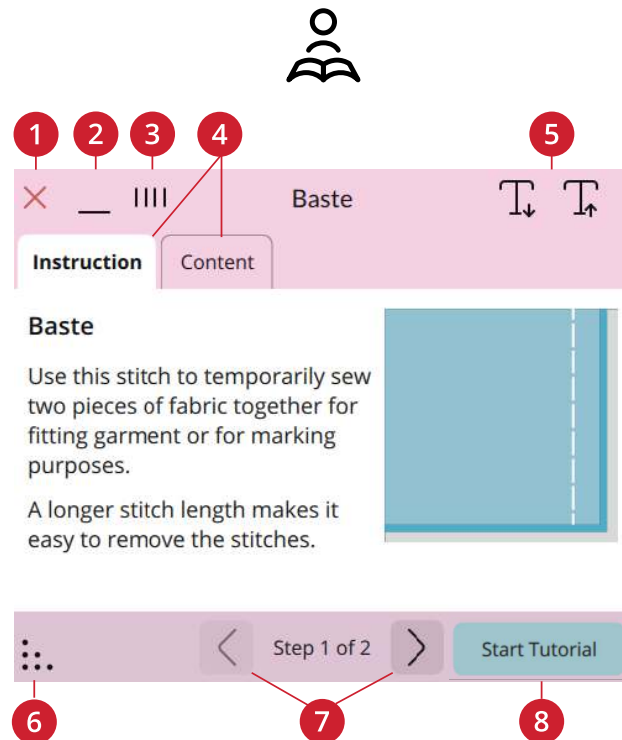 1 2 3 4 5
Baste
Instruction Content
Baste
Use this stitch to temporarily sew
two pieces of fabric together for
fitting garment or for marking
purposes.
A longer stitch length makes it
easy to remove the stitches.
Step 1 of 2 Start Tutorial
6 7 8